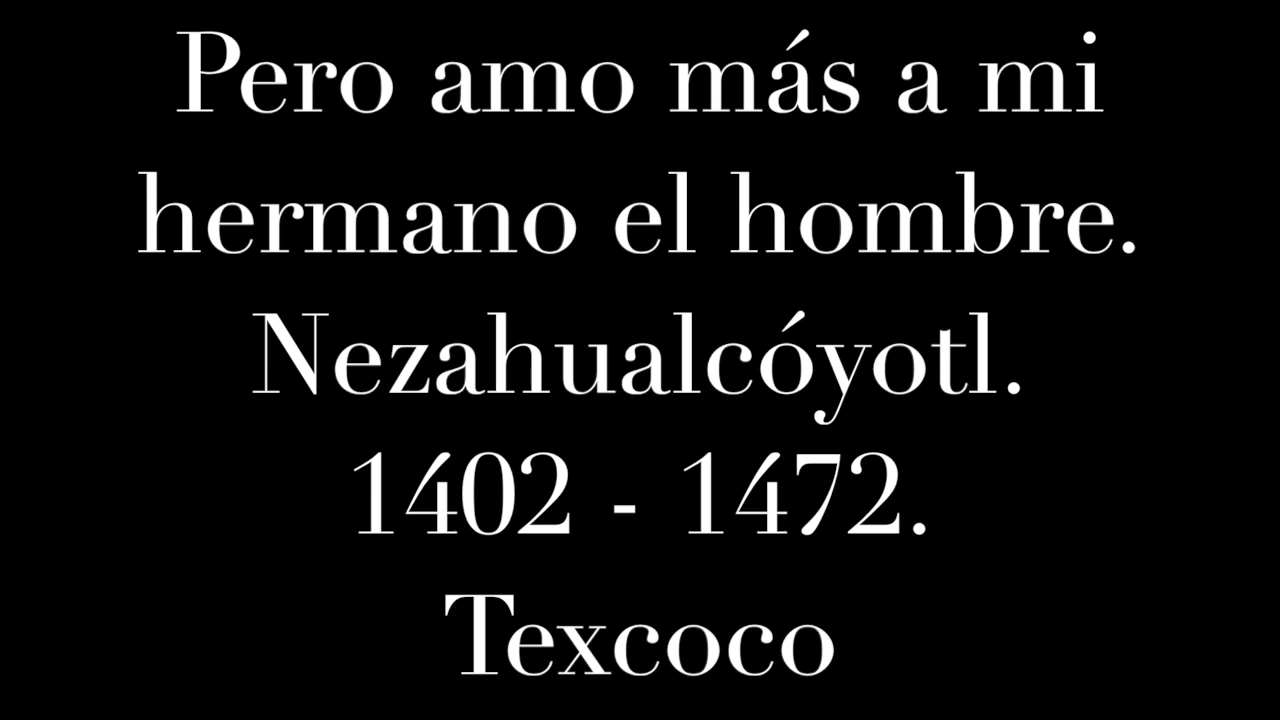 Pero amo más a mi
hermano el hombre.
Nezahualcóyotl.
1402 - 1472.
Texcoco